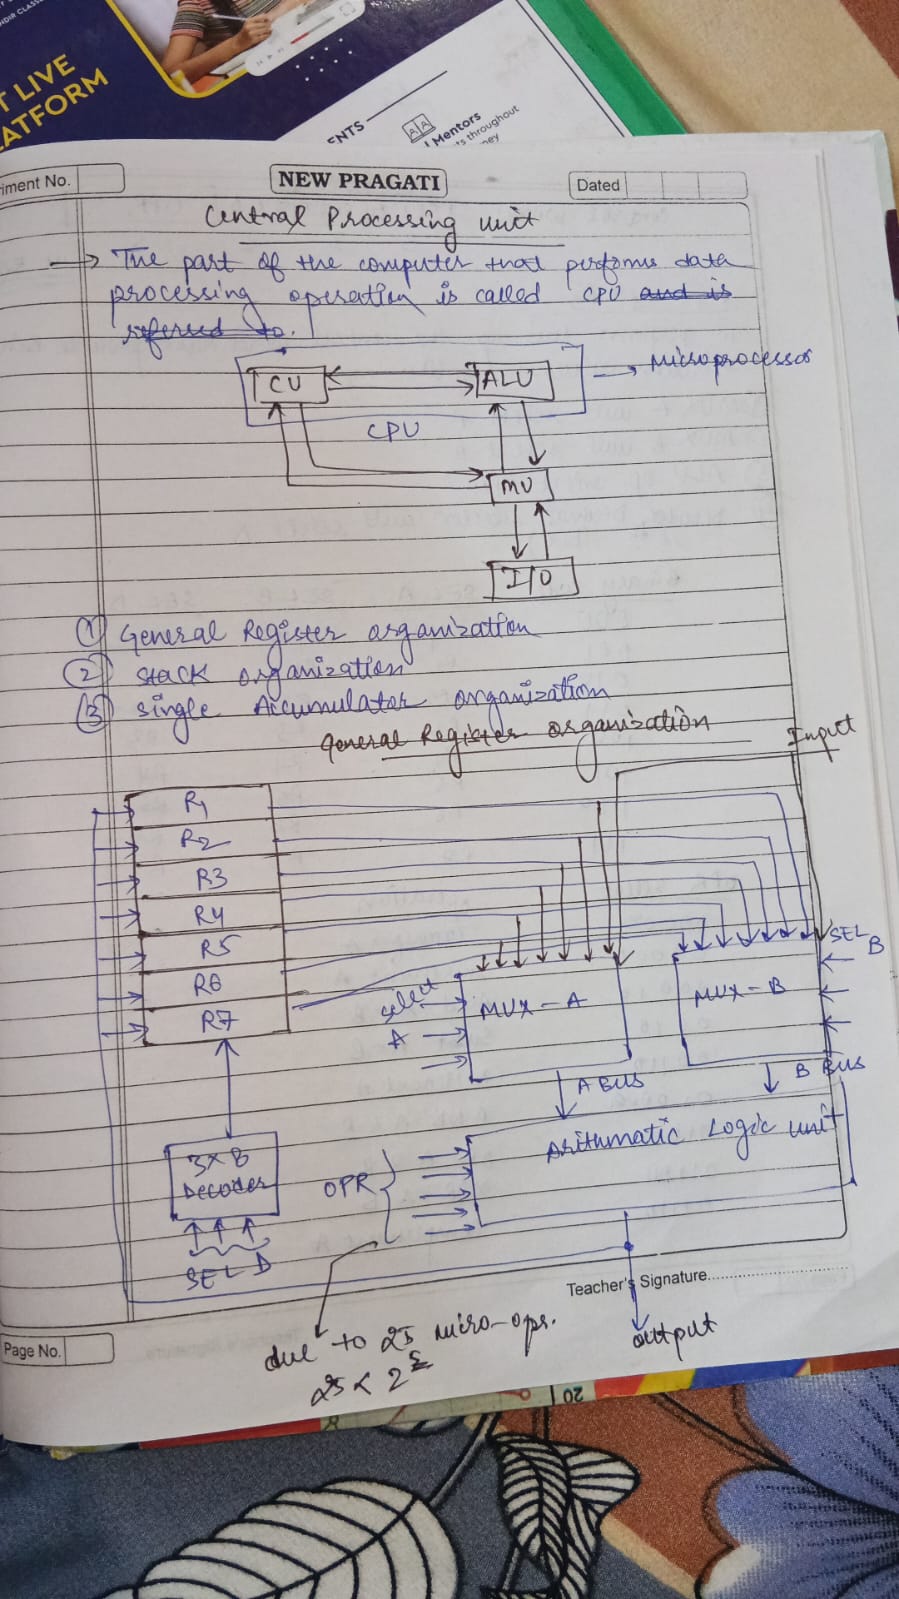 T LIVE
ATFORM
ENTS
Mentors
s throughout
ney
iment No.
NEW PRAGATI
Dated
Central Processing unit
→ The part of the computer that performs data
processing operation is called CPU and is
referred to.
CU
ALU
→ Microprocessor
CPU
MU
I/O
(1) General Register organization
(2) Stack organization
(3) Single Accumulator organization
General Register organization
Input
R1
R2
R3
R4
R5
R6
R7
SEL B
select A
MUX-A
MUX-B
A BUS
B BUS
3x8
Decoder
OPR
Arithmatic Logic unit
SEL D
Teacher's Signature
Page No.
due to 25 micro-ops.
output
25 < 2^5
20